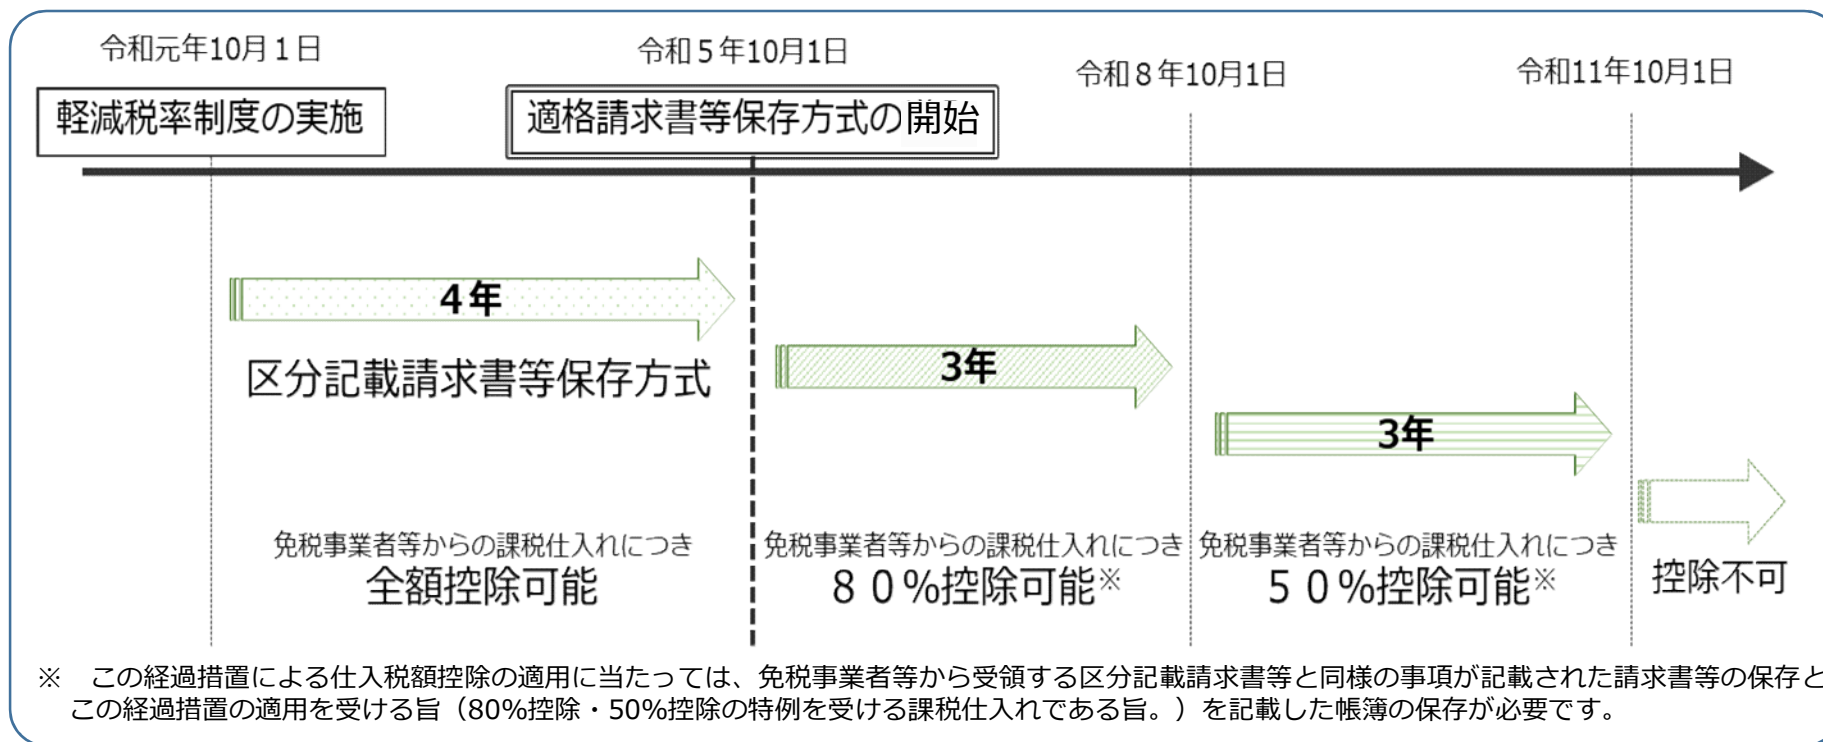 令和元年10月１日
令和５年10月1日
令和８年10月1日
令和11年10月1日
軽減税率制度の実施
適格請求書等保存方式の開始
４年
区分記載請求書等保存方式
3年
3年
免税事業者等からの課税仕入れにつき
全額控除可能
免税事業者等からの課税仕入れにつき
８０%控除可能※
免税事業者等からの課税仕入れにつき
５０%控除可能※
控除不可
※　この経過措置による仕入税額控除の適用に当たっては、免税事業者等から受領する区分記載請求書等と同様の事項が記載された請求書等の保存と
この経過措置の適用を受ける旨（80%控除・50%控除の特例を受ける課税仕入れである旨。）を記載した帳簿の保存が必要です。